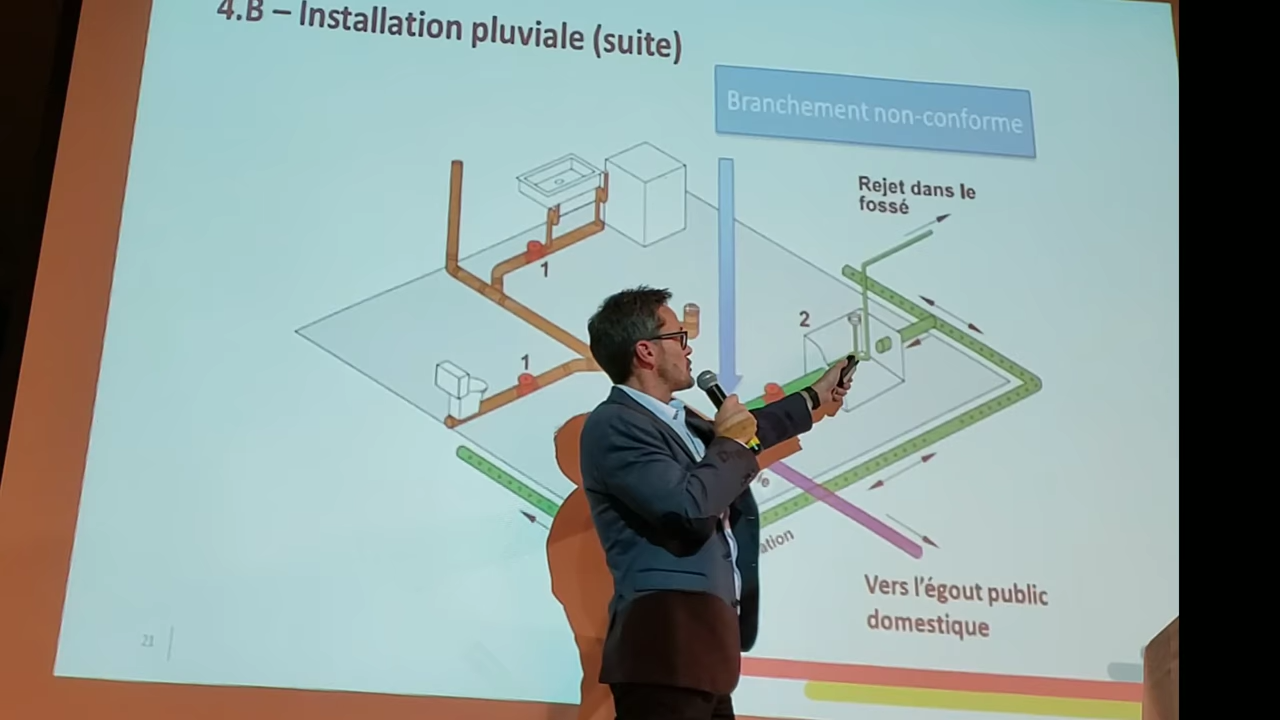 4.B – Installation pluviale (suite)
Branchement non-conforme
Rejet dans le
fossé
1
2
1
ation
Vers l'égout public
domestique
21